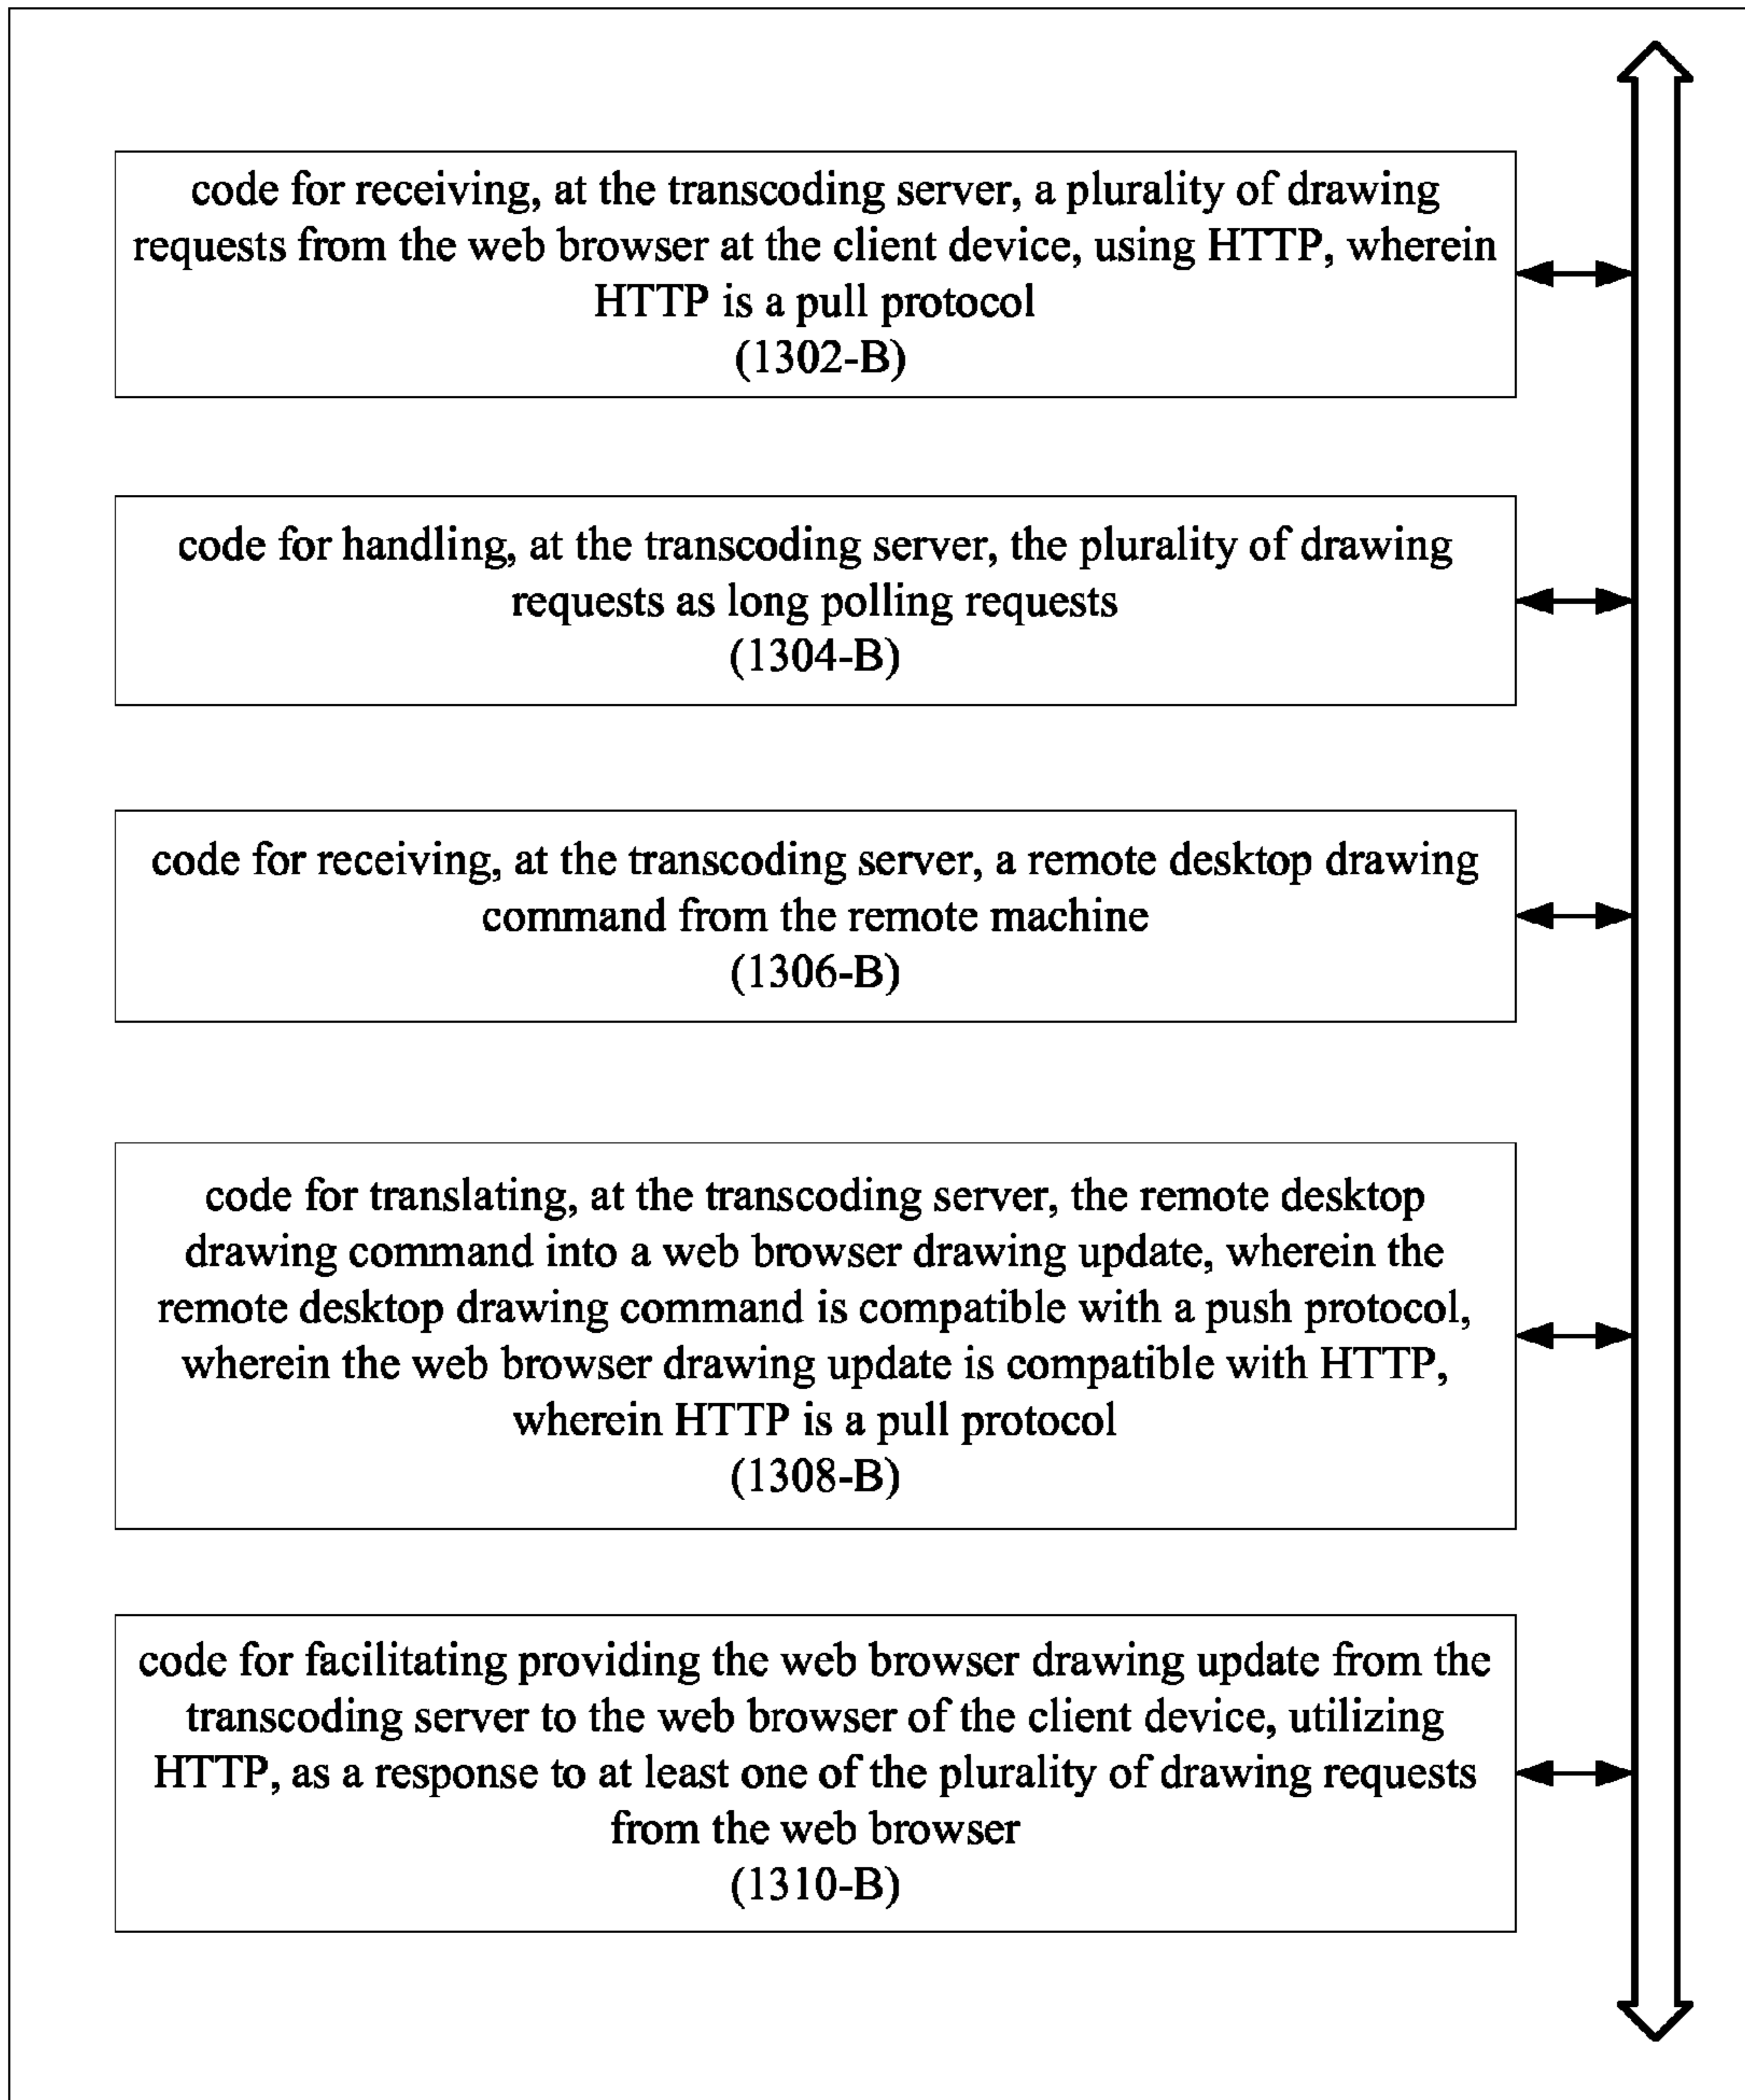 code for receiving, at the transcoding server, a plurality of drawing
requests from the web browser at the client device, using HTTP, wherein
HTTP is a pull protocol
(1302-B)
code for handling, at the transcoding server, the plurality of drawing
requests as long polling requests
(1304-B)
code for receiving, at the transcoding server, a remote desktop drawing
command from the remote machine
(1306-B)
code for translating, at the transcoding server, the remote desktop
drawing command into a web browser drawing update, wherein the
remote desktop drawing command is compatible with a push protocol,
wherein the web browser drawing update is compatible with HTTP,
wherein HTTP is a pull protocol
(1308-B)
code for facilitating providing the web browser drawing update from the
transcoding server to the web browser of the client device, utilizing
HTTP, as a response to at least one of the plurality of drawing requests
from the web browser
(1310-B)